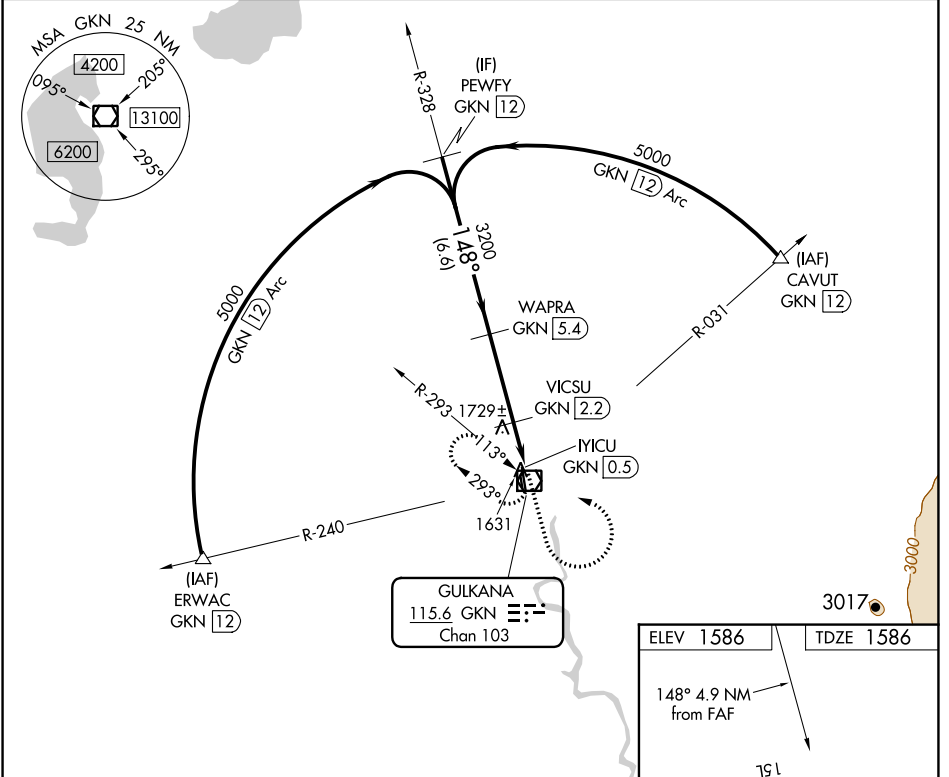 MSA GKN 25 NM
4200
095°
205°
13100
6200
295°
R-328
(IF)
PEWFY
GKN 12
5000
GKN 12 Arc
5000
GKN 12 Arc
3200
148°
(6.6)
(IAF)
CAVUT
GKN 12
R-031
WAPRA
GKN 5.4
VICSU
GKN 2.2
R-293
1729±
113°
293°
IYICU
GKN 0.5
1631
R-240
(IAF)
ERWAC
GKN 12
GULKANA
115.6 GKN
Chan 103
3000
3017
ELEV 1586
TDZE 1586
148° 4.9 NM
from FAF
15L